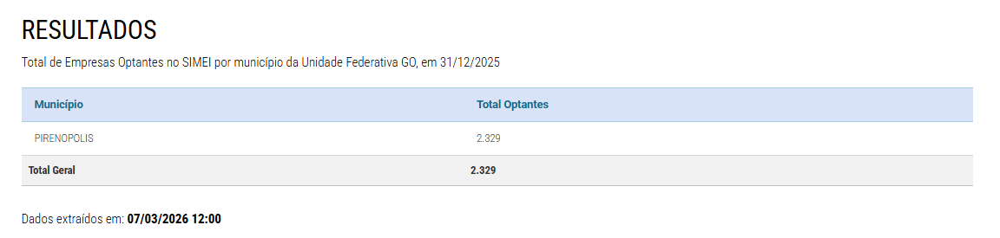 RESULTADOS
Total de Empresas Optantes no SIMEI por município da Unidade Federativa GO, em 31/12/2025
Município Total Optantes
PIRENOPOLIS 2.329
Total Geral 2.329
Dados extraídos em: 07/03/2026 12:00